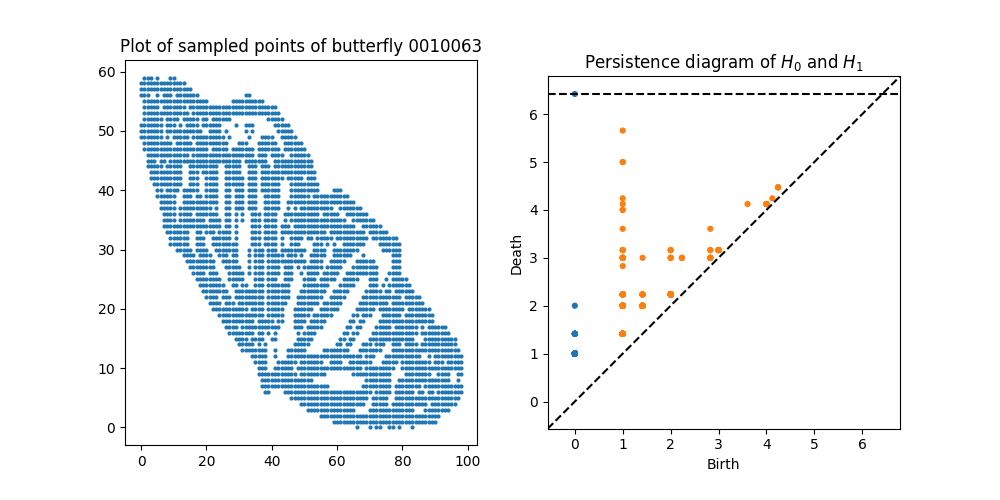 Plot of sampled points of butterfly 0010063
60
50
40
30
20
10
0
0 20 40 60 80 100
Persistence diagram of H₀ and H₁
Death
6
5
4
3
2
1
0
0 1 2 3 4 5 6
Birth